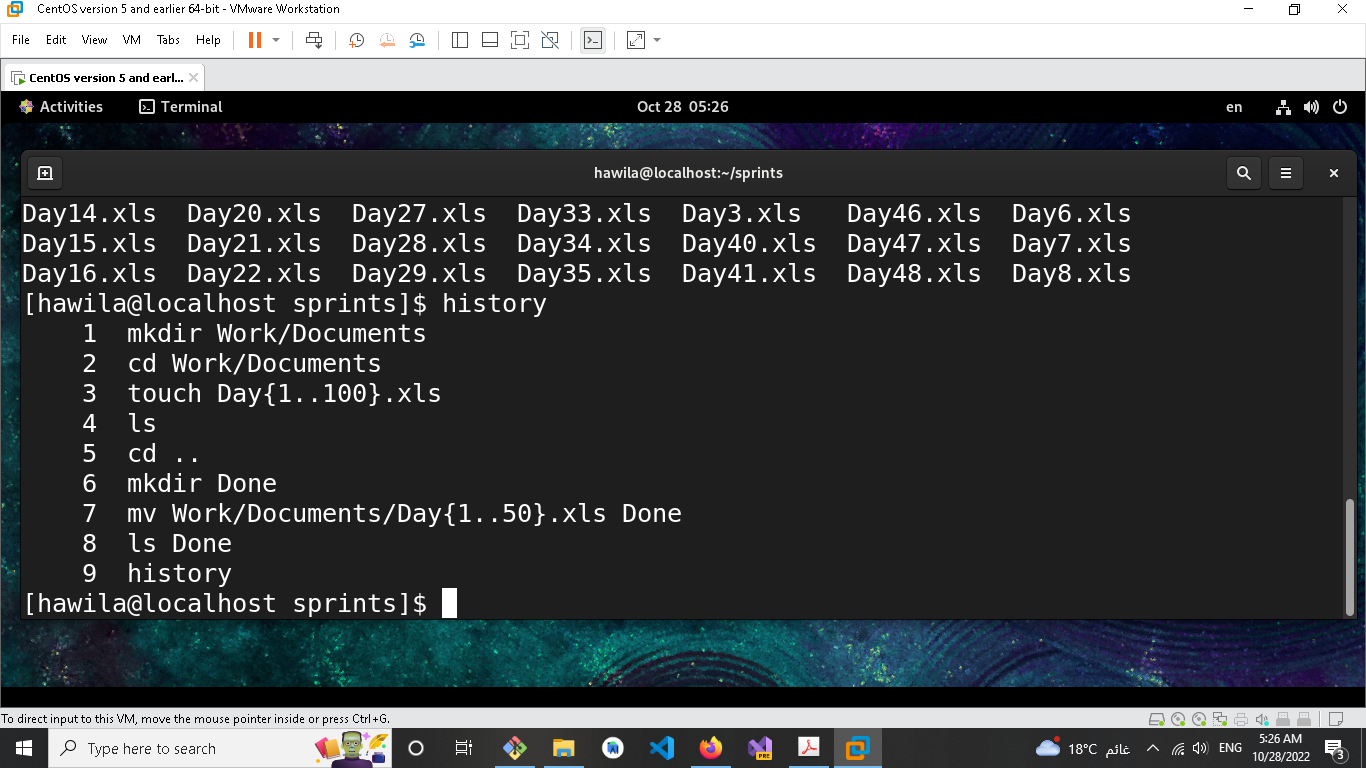 CentOS version 5 and earlier 64-bit - VMware Workstation
File Edit View VM Tabs Help
CentOS version 5 and earl...
Activities Terminal Oct 28 05:26 en
hawila@localhost:~/sprints
Day14.xls Day20.xls Day27.xls Day33.xls Day3.xls Day46.xls Day6.xls
Day15.xls Day21.xls Day28.xls Day34.xls Day40.xls Day47.xls Day7.xls
Day16.xls Day22.xls Day29.xls Day35.xls Day41.xls Day48.xls Day8.xls
[hawila@localhost sprints]$ history
1 mkdir Work/Documents
2 cd Work/Documents
3 touch Day{1..100}.xls
4 ls
5 cd ..
6 mkdir Done
7 mv Work/Documents/Day{1..50}.xls Done
8 ls Done
9 history
[hawila@localhost sprints]$
To direct input to this VM, move the mouse pointer inside or press Ctrl+G.
Type here to search PRE 18°C غائم ENG 5:26 AM
10/28/2022 3